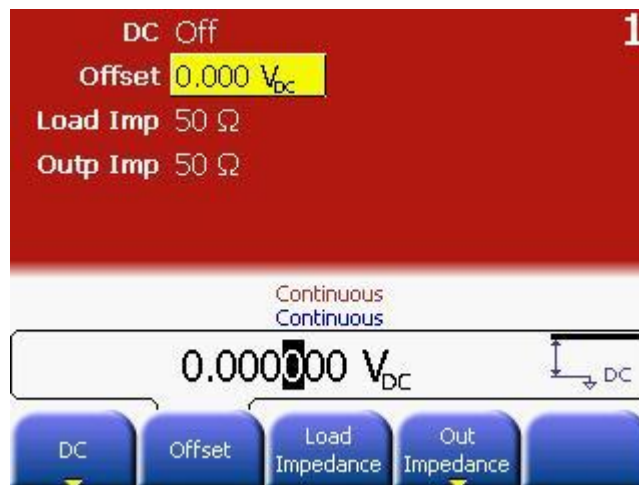 DC Off 1
Offset 0.000 VDC
Load Imp 50 Ω
Outp Imp 50 Ω
Continuous
Continuous
0.000000 VDC
DC
DC
Offset
Load
Impedance
Out
Impedance